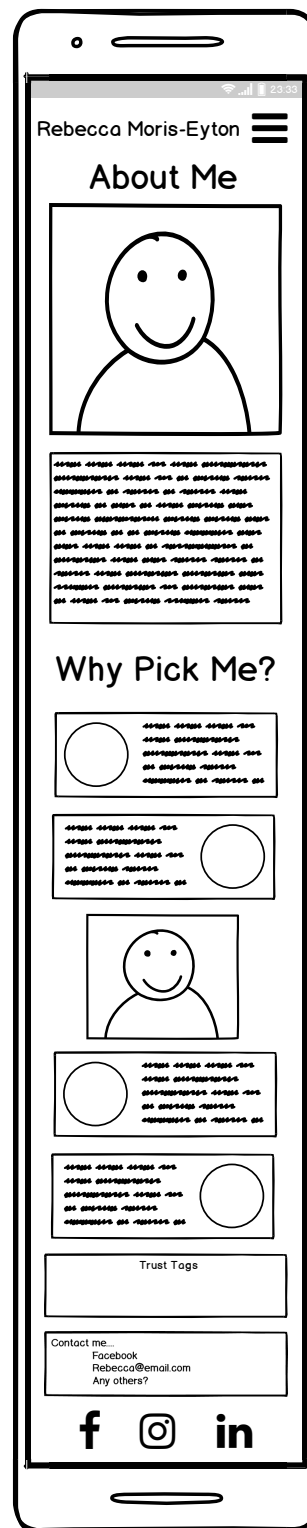 23:33
Rebecca Moris-Eyton
About Me
Why Pick Me?
Trust Tags
Contact me...
Facebook
Rebecca@email.com
Any others?
f
in